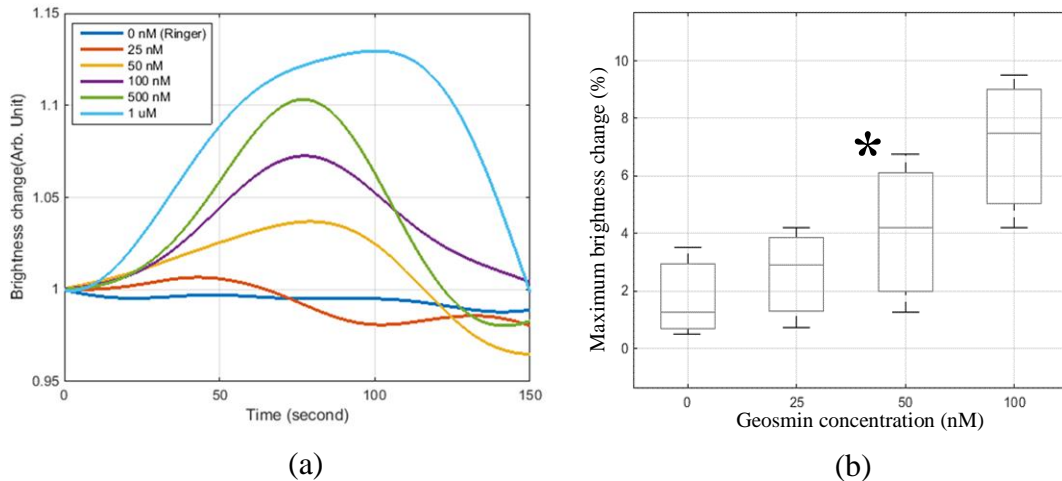 1.15
1.1
1.05
1
0.95
Brightness change(Arb. Unit)
0 nM (Ringer)
25 nM
50 nM
100 nM
500 nM
1 uM
0
50
100
150
Time (second)
(a)
10
8
6
4
2
0
Maximum brightness change (%)
*
0
25
50
100
Geosmin concentration (nM)
(b)